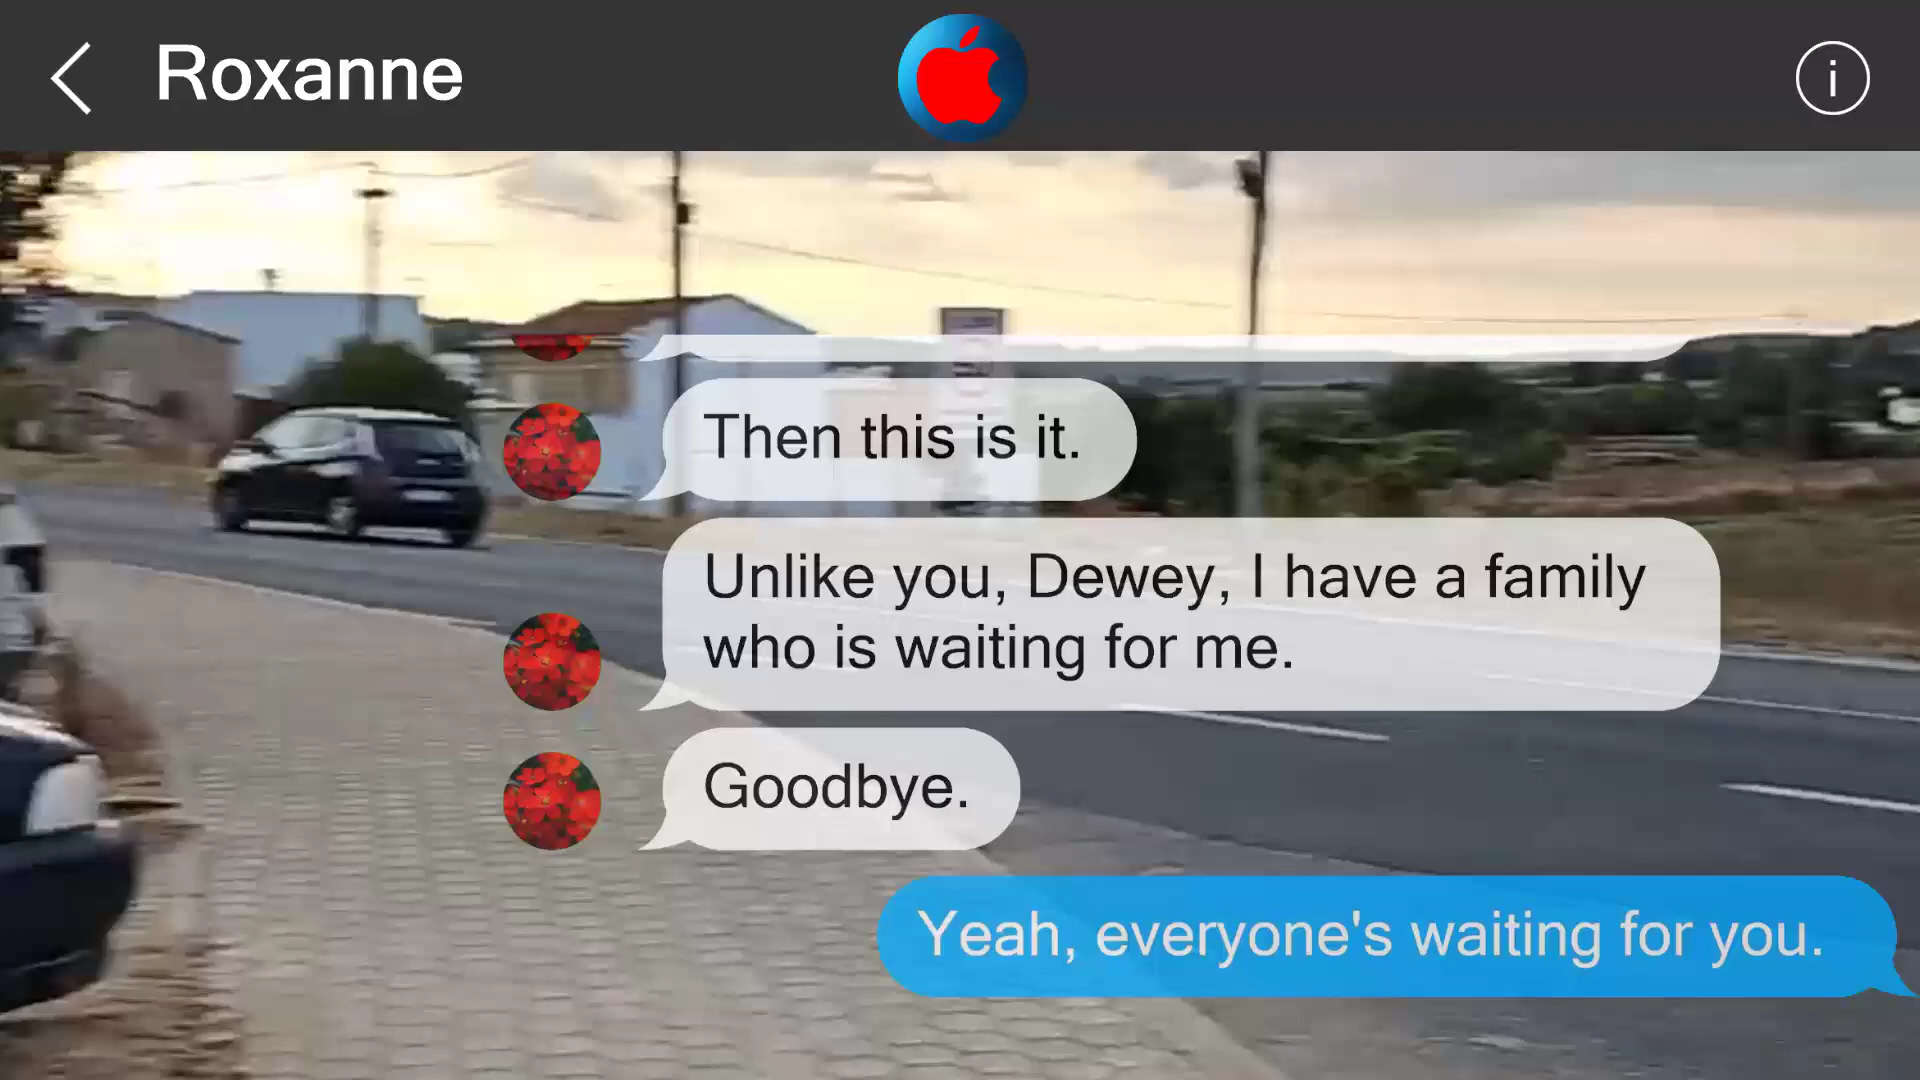 Roxanne
Then this is it.
Unlike you, Dewey, I have a family
who is waiting for me.
Goodbye.
Yeah, everyone's waiting for you.